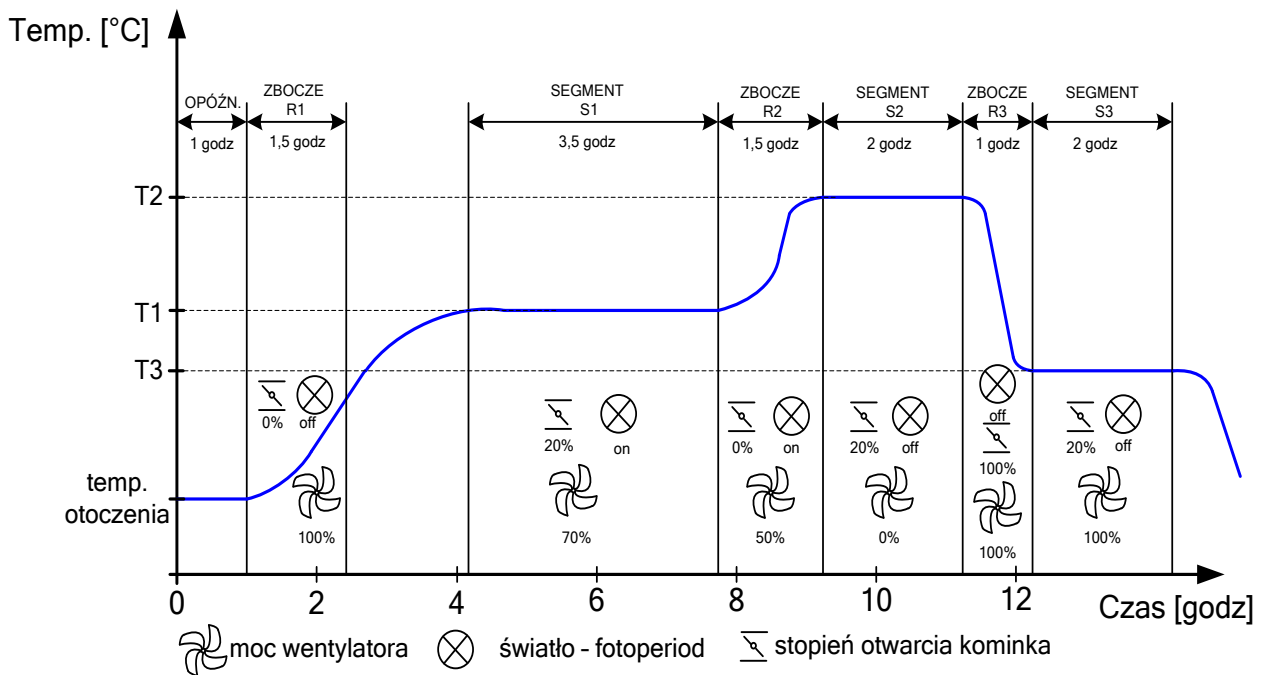 Temp. [°C]
OPÓŹN.
1 godz
ZBOCZE
R1
1,5 godz
SEGMENT
S1
3,5 godz
ZBOCZE
R2
1,5 godz
SEGMENT
S2
2 godz
ZBOCZE
R3
1 godz
SEGMENT
S3
2 godz
T2
T1
T3
temp.
otoczenia
0% off
100%
20% on
70%
0% on
50%
20% off
0%
off
100%
100%
20% off
100%
0 2 4 6 8 10 12
Czas [godz]
moc wentylatora światło - fotoperiod stopień otwarcia kominka